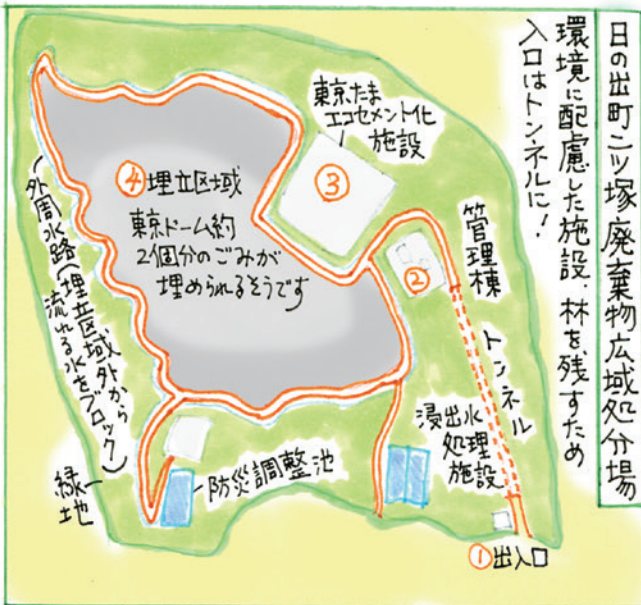 日の出町二ツ塚廃棄物広域処分場
環境に配慮した施設。林を残すため
入口はトンネルに!
東京たま
エコセメント化
施設
③
④埋立区域
東京ドーム約
2個分のごみが
埋められるそうです
管理棟
②
トンネル
外周水路(埋立区域外から
流れる水をブロック)
浸出水
処理
施設
防災調整池
緑地
①出入口